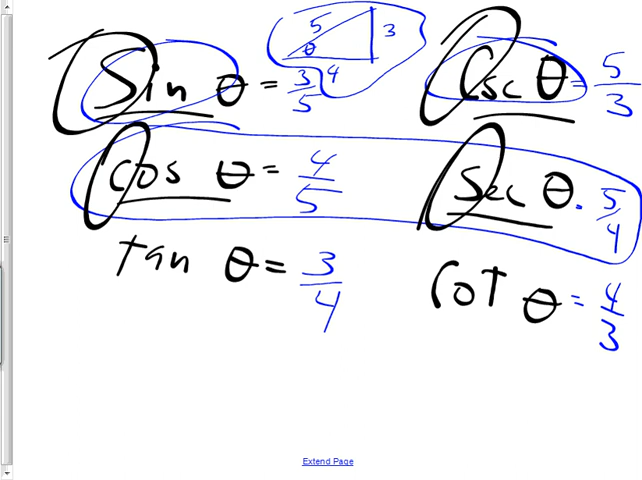 5
3
θ
4
Sin θ = 3/5
Csc θ = 5/3
cos θ = 4/5
Sec θ. 5/4
tan θ = 3/4
cot θ = 4/3
Extend Page